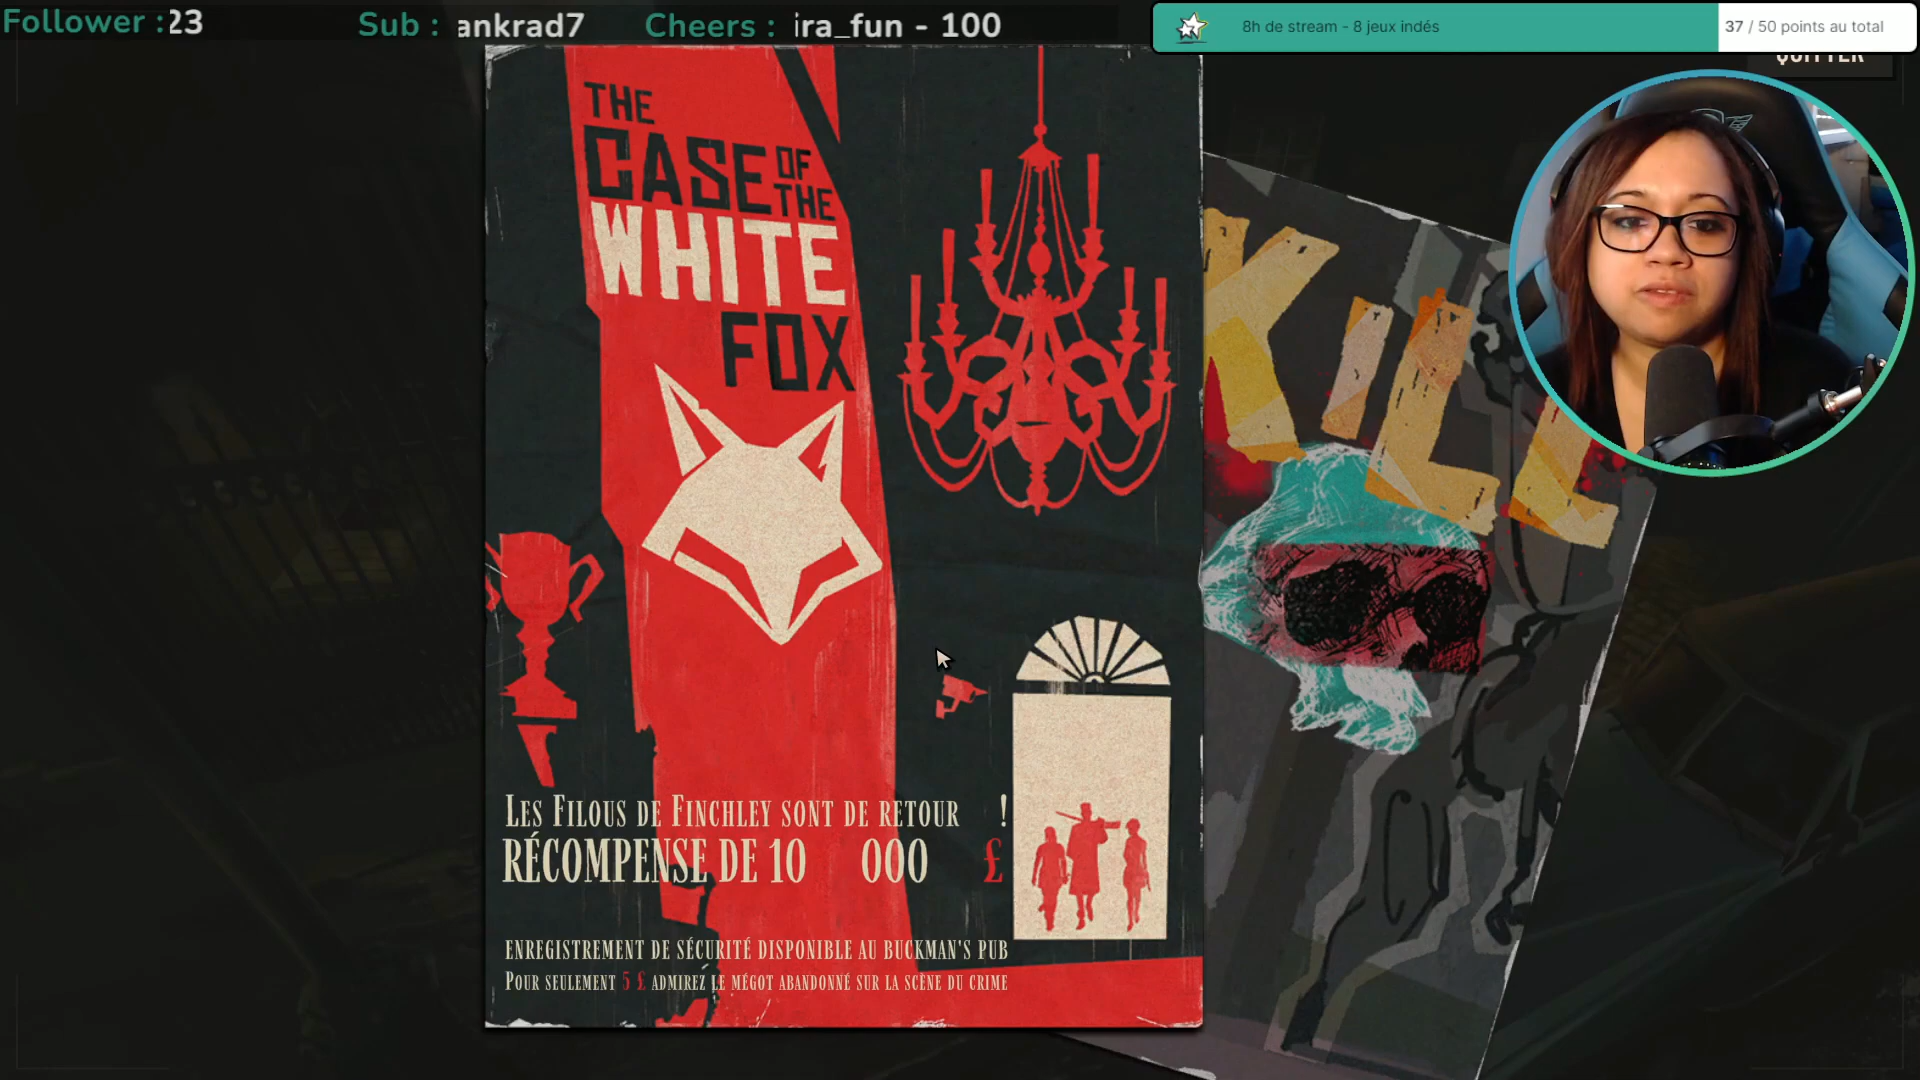 Follower :23
Sub : ankrad7
Cheers : ira_fun - 100
8h de stream - 8 jeux indés
37 / 50 points au total
QUITTER
THE
CASE OF THE
WHITE
FOX
KILL
LES FILOUS DE FINCHLEY SONT DE RETOUR !
RÉCOMPENSE DE 10 000 £
ENREGISTREMENT DE SÉCURITÉ DISPONIBLE AU BUCKMAN'S PUB
POUR SEULEMENT 5 £ ADMIREZ LE MÉGOT ABANDONNÉ SUR LA SCÈNE DU CRIME